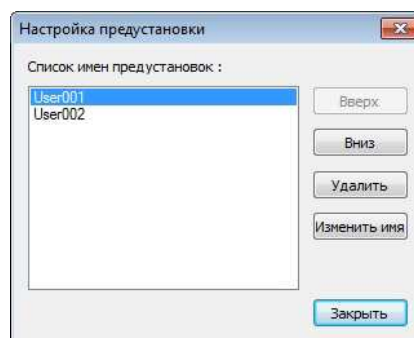 Настройка предустановки
Список имен предустановок :
User001
User002
Вверх
Вниз
Удалить
Изменить имя
Закрыть